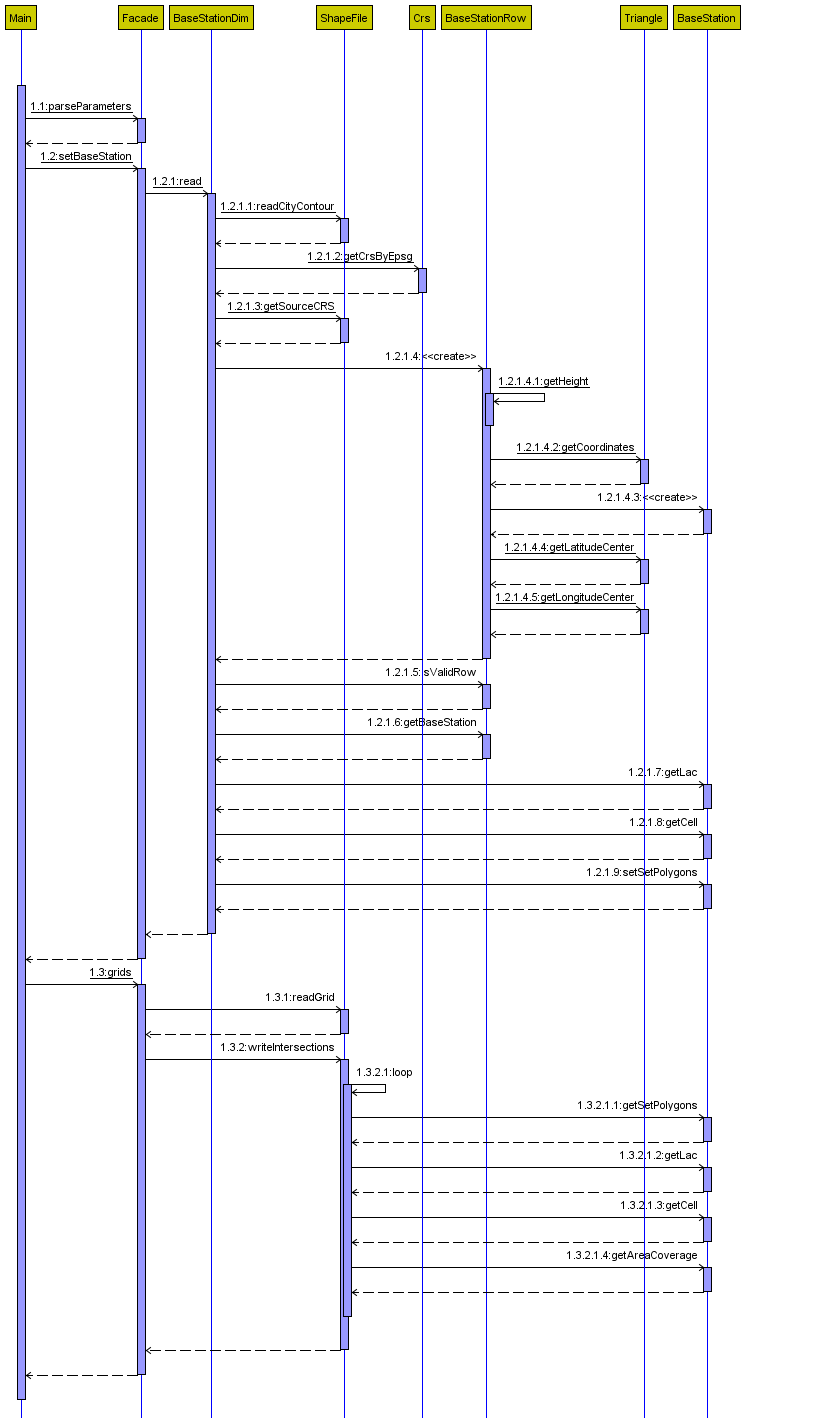 Main Facade BaseStationDim ShapeFile Crs BaseStationRow Triangle BaseStation
1.1:parseParameters
1.2:setBaseStation
1.2.1:read
1.2.1.1:readCityContour
1.2.1.2:getCrsByEpsg
1.2.1.3:getSourceCRS
1.2.1.4:<<create>>
1.2.1.4.1:getHeight
1.2.1.4.2:getCoordinates
1.2.1.4.3:<<create>>
1.2.1.4.4:getLatitudeCenter
1.2.1.4.5:getLongitudeCenter
1.2.1.5:isValidRow
1.2.1.6:getBaseStation
1.2.1.7:getLac
1.2.1.8:getCell
1.2.1.9:setSetPolygons
1.3:grids
1.3.1:readGrid
1.3.2:writeIntersections
1.3.2.1:loop
1.3.2.1.1:getSetPolygons
1.3.2.1.2:getLac
1.3.2.1.3:getCell
1.3.2.1.4:getAreaCoverage